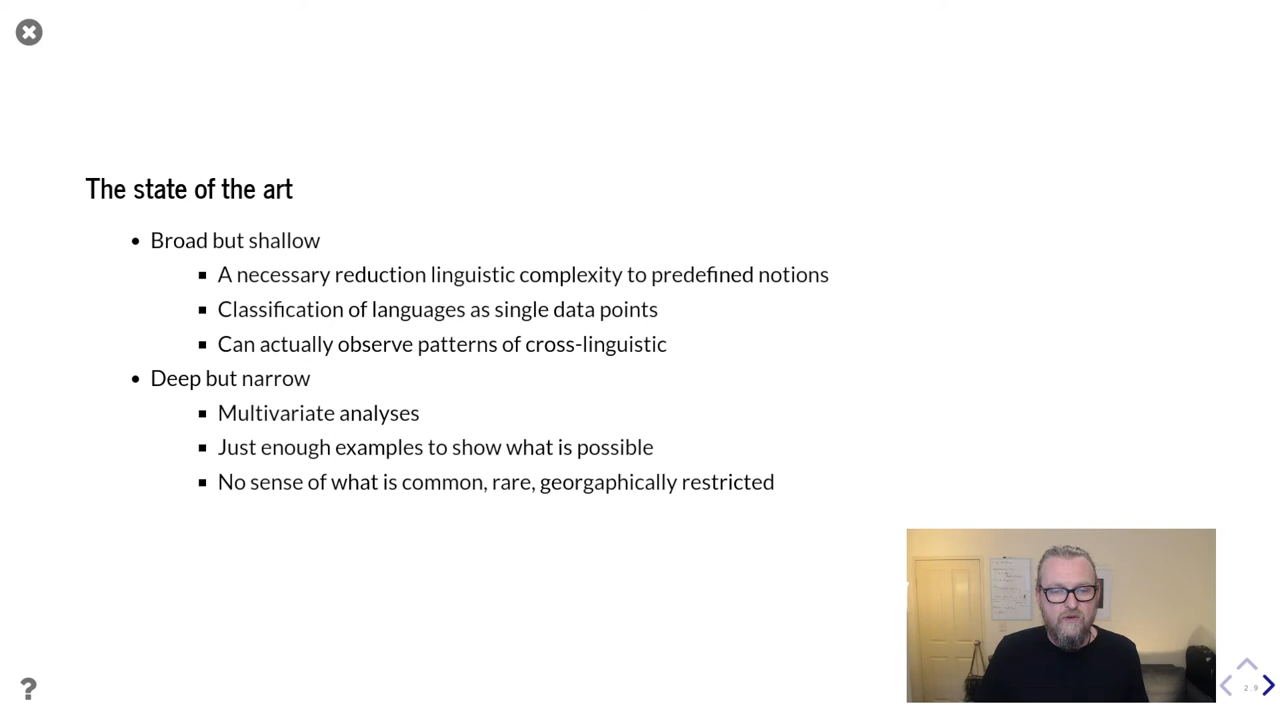 The state of the art
Broad but shallow
A necessary reduction linguistic complexity to predefined notions
Classification of languages as single data points
Can actually observe patterns of cross-linguistic
Deep but narrow
Multivariate analyses
Just enough examples to show what is possible
No sense of what is common, rare, georgaphically restricted
?
2.9